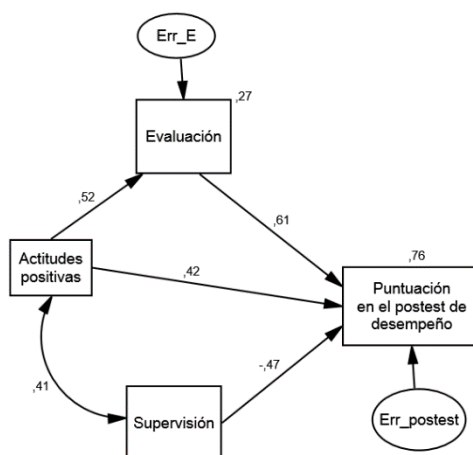 Err_E
,27
Evaluación
,52
,61
,76
Actitudes
positivas
,42
Puntuación
en el postest de
desempeño
-,47
,41
Supervisión
Err_postest